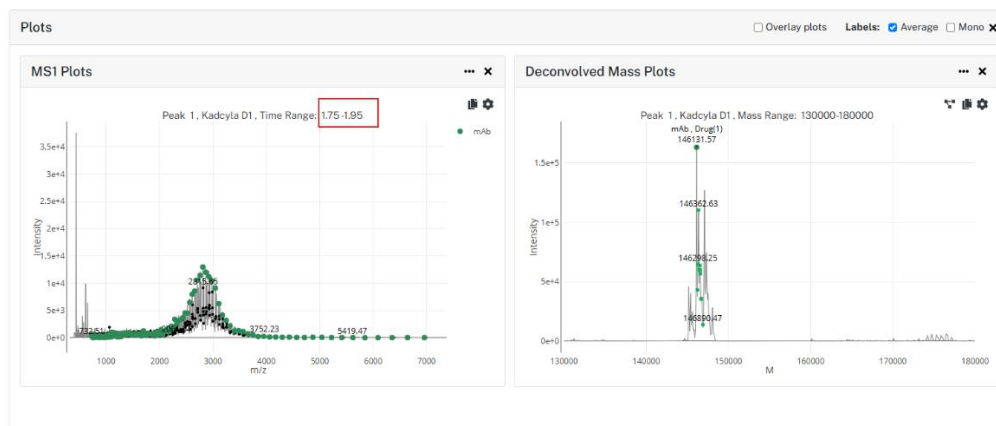 Plots
Overlay plots Labels: Average Mono
MS1 Plots
Peak 1, Kadcyla D1, Time Range: 1.75-1.95
mAb
3.5e+4
3e+4
2.5e+4
2e+4
1.5e+4
1e+4
5e+3
0e+0
Intensity
3752.23
5419.47
1000 2000 3000 4000 5000 6000 7000
m/z
Deconvolved Mass Plots
Peak 1, Kadcyla D1, Mass Range: 130000-180000
mAb, Drug(1)
146131.57
146362.63
146298.25
146890.47
1.5e+5
1e+5
5e+4
0e+0
Intensity
130000 140000 150000 160000 170000 180000
M